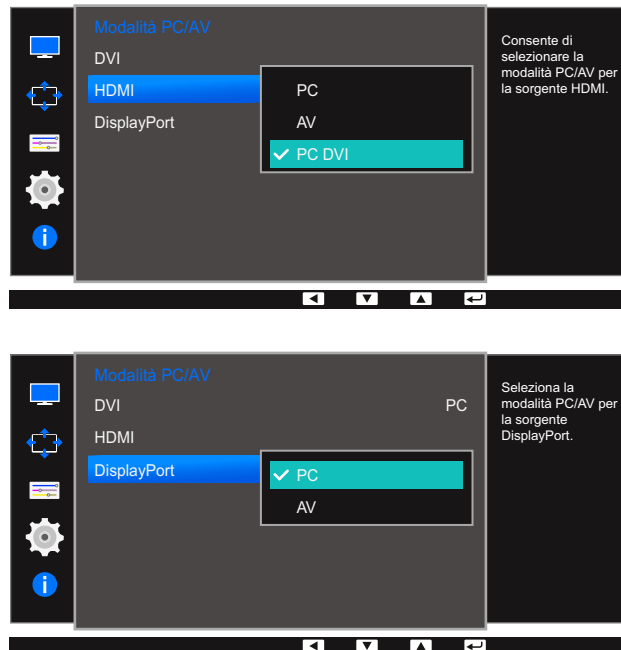 Modalità PC/AV
DVI
HDMI
PC
DisplayPort
AV
PC DVI
Consente di
selezionare la
modalità PC/AV per
la sorgente HDMI.
Modalità PC/AV
DVI PC
HDMI
DisplayPort
PC
AV
Seleziona la
modalità PC/AV per
la sorgente
DisplayPort.